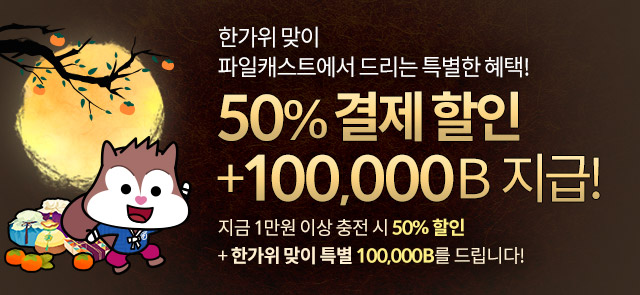 한가위 맞이
파일캐스트에서 드리는 특별한 혜택!
50% 결제 할인
+100,000B 지급!
지금 1만원 이상 충전 시 50% 할인
+ 한가위 맞이 특별 100,000B를 드립니다!